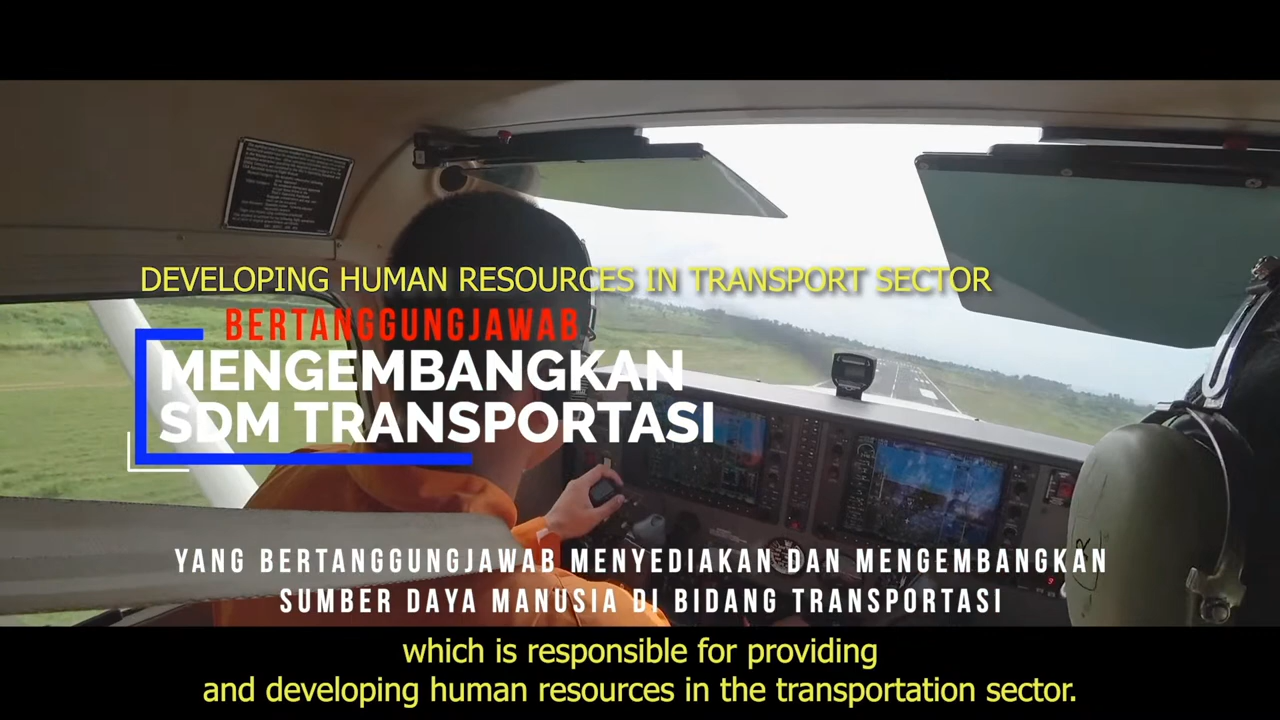 DEVELOPING HUMAN RESOURCES IN TRANSPORT SECTOR
BERTANGGUNGJAWAB
MENGEMBANGKAN
SDM TRANSPORTASI
YANG BERTANGGUNGJAWAB MENYEDIAKAN DAN MENGEMBANGKAN
SUMBER DAYA MANUSIA DI BIDANG TRANSPORTASI
which is responsible for providing
and developing human resources in the transportation sector.